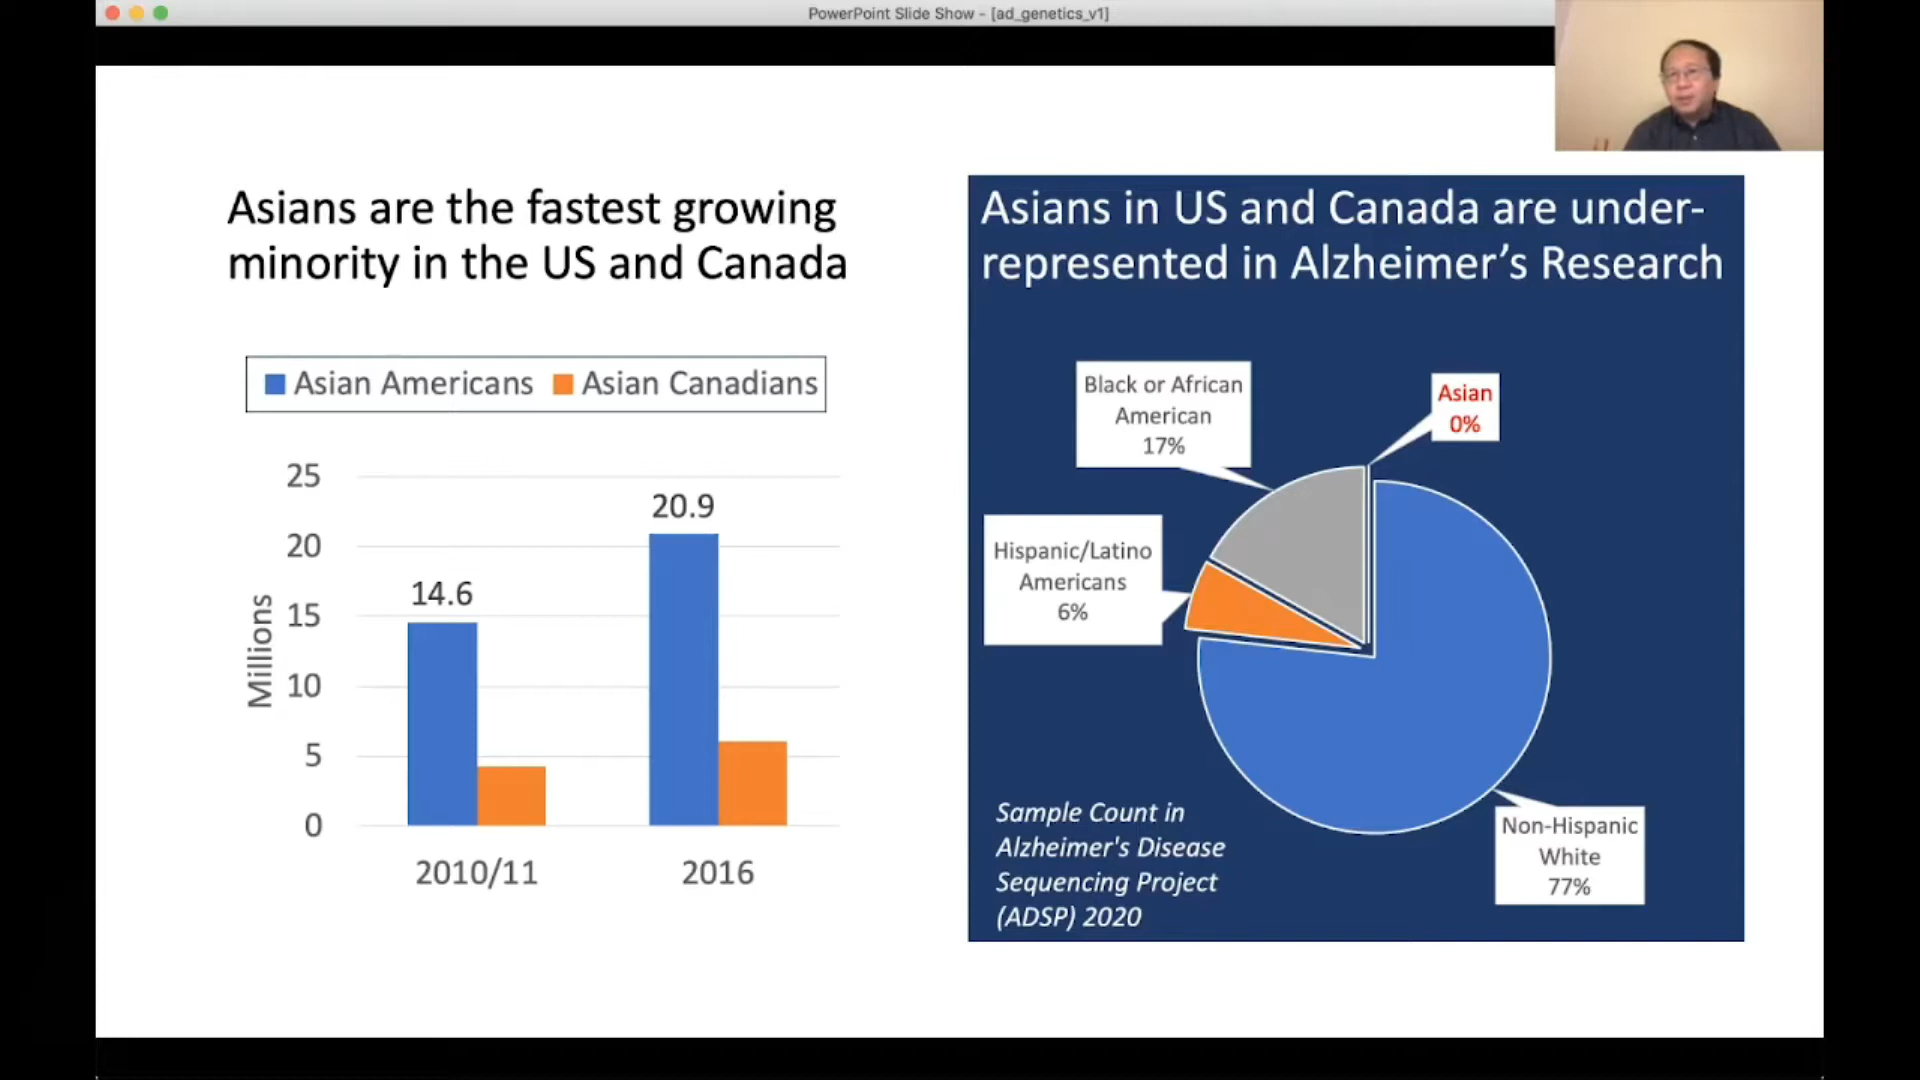 PowerPoint Slide Show - [ad_genetics_v1]
Asians are the fastest growing
minority in the US and Canada
Asian Americans Asian Canadians
25
20
15
10
5
0
Millions
14.6
20.9
2010/11
2016
Asians in US and Canada are under-
represented in Alzheimer’s Research
Black or African
American
17%
Asian
0%
Hispanic/Latino
Americans
6%
Non-Hispanic
White
77%
Sample Count in
Alzheimer's Disease
Sequencing Project
(ADSP) 2020